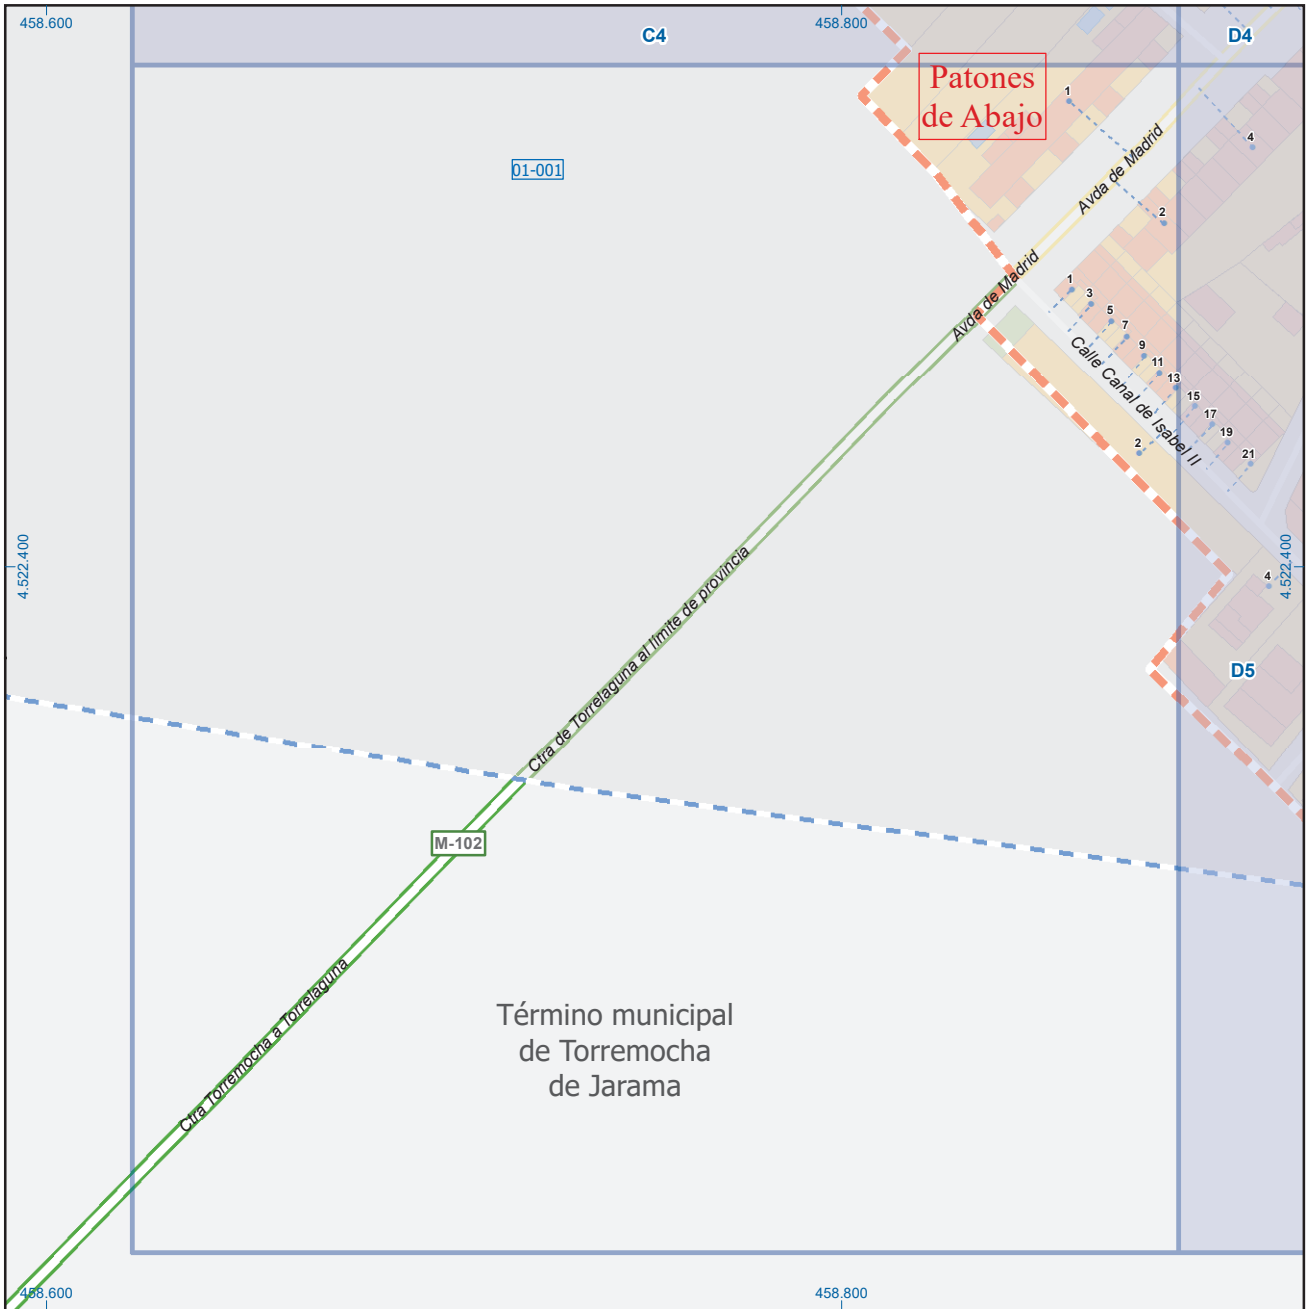 458.600
458.800
C4
D4
Patones
de Abajo
1
4
01-001
Avda de Madrid
2
Avda de Madrid
1
3
5
7
9
11
13
15
17
19
21
Calle Canal de Isabel II
2
4.522.400
4.522.400
4
Ctra de Torrelaguna al límite de provincia
D5
M-102
Ctra Torremocha a Torrelaguna
Término municipal
de Torremocha
de Jarama
458.600
458.800